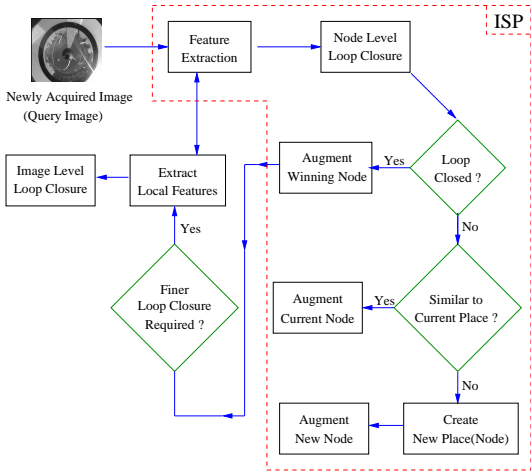 ISP
Feature
Extraction
Node Level
Loop Closure
Newly Acquired Image
(Query Image)
Image Level
Loop Closure
Extract
Local Features
Augment
Winning Node
Yes
Loop
Closed ?
No
Yes
Finer
Loop Closure
Required ?
Augment
Current Node
Yes
Similar to
Current Place ?
No
Augment
New Node
Create
New Place(Node)